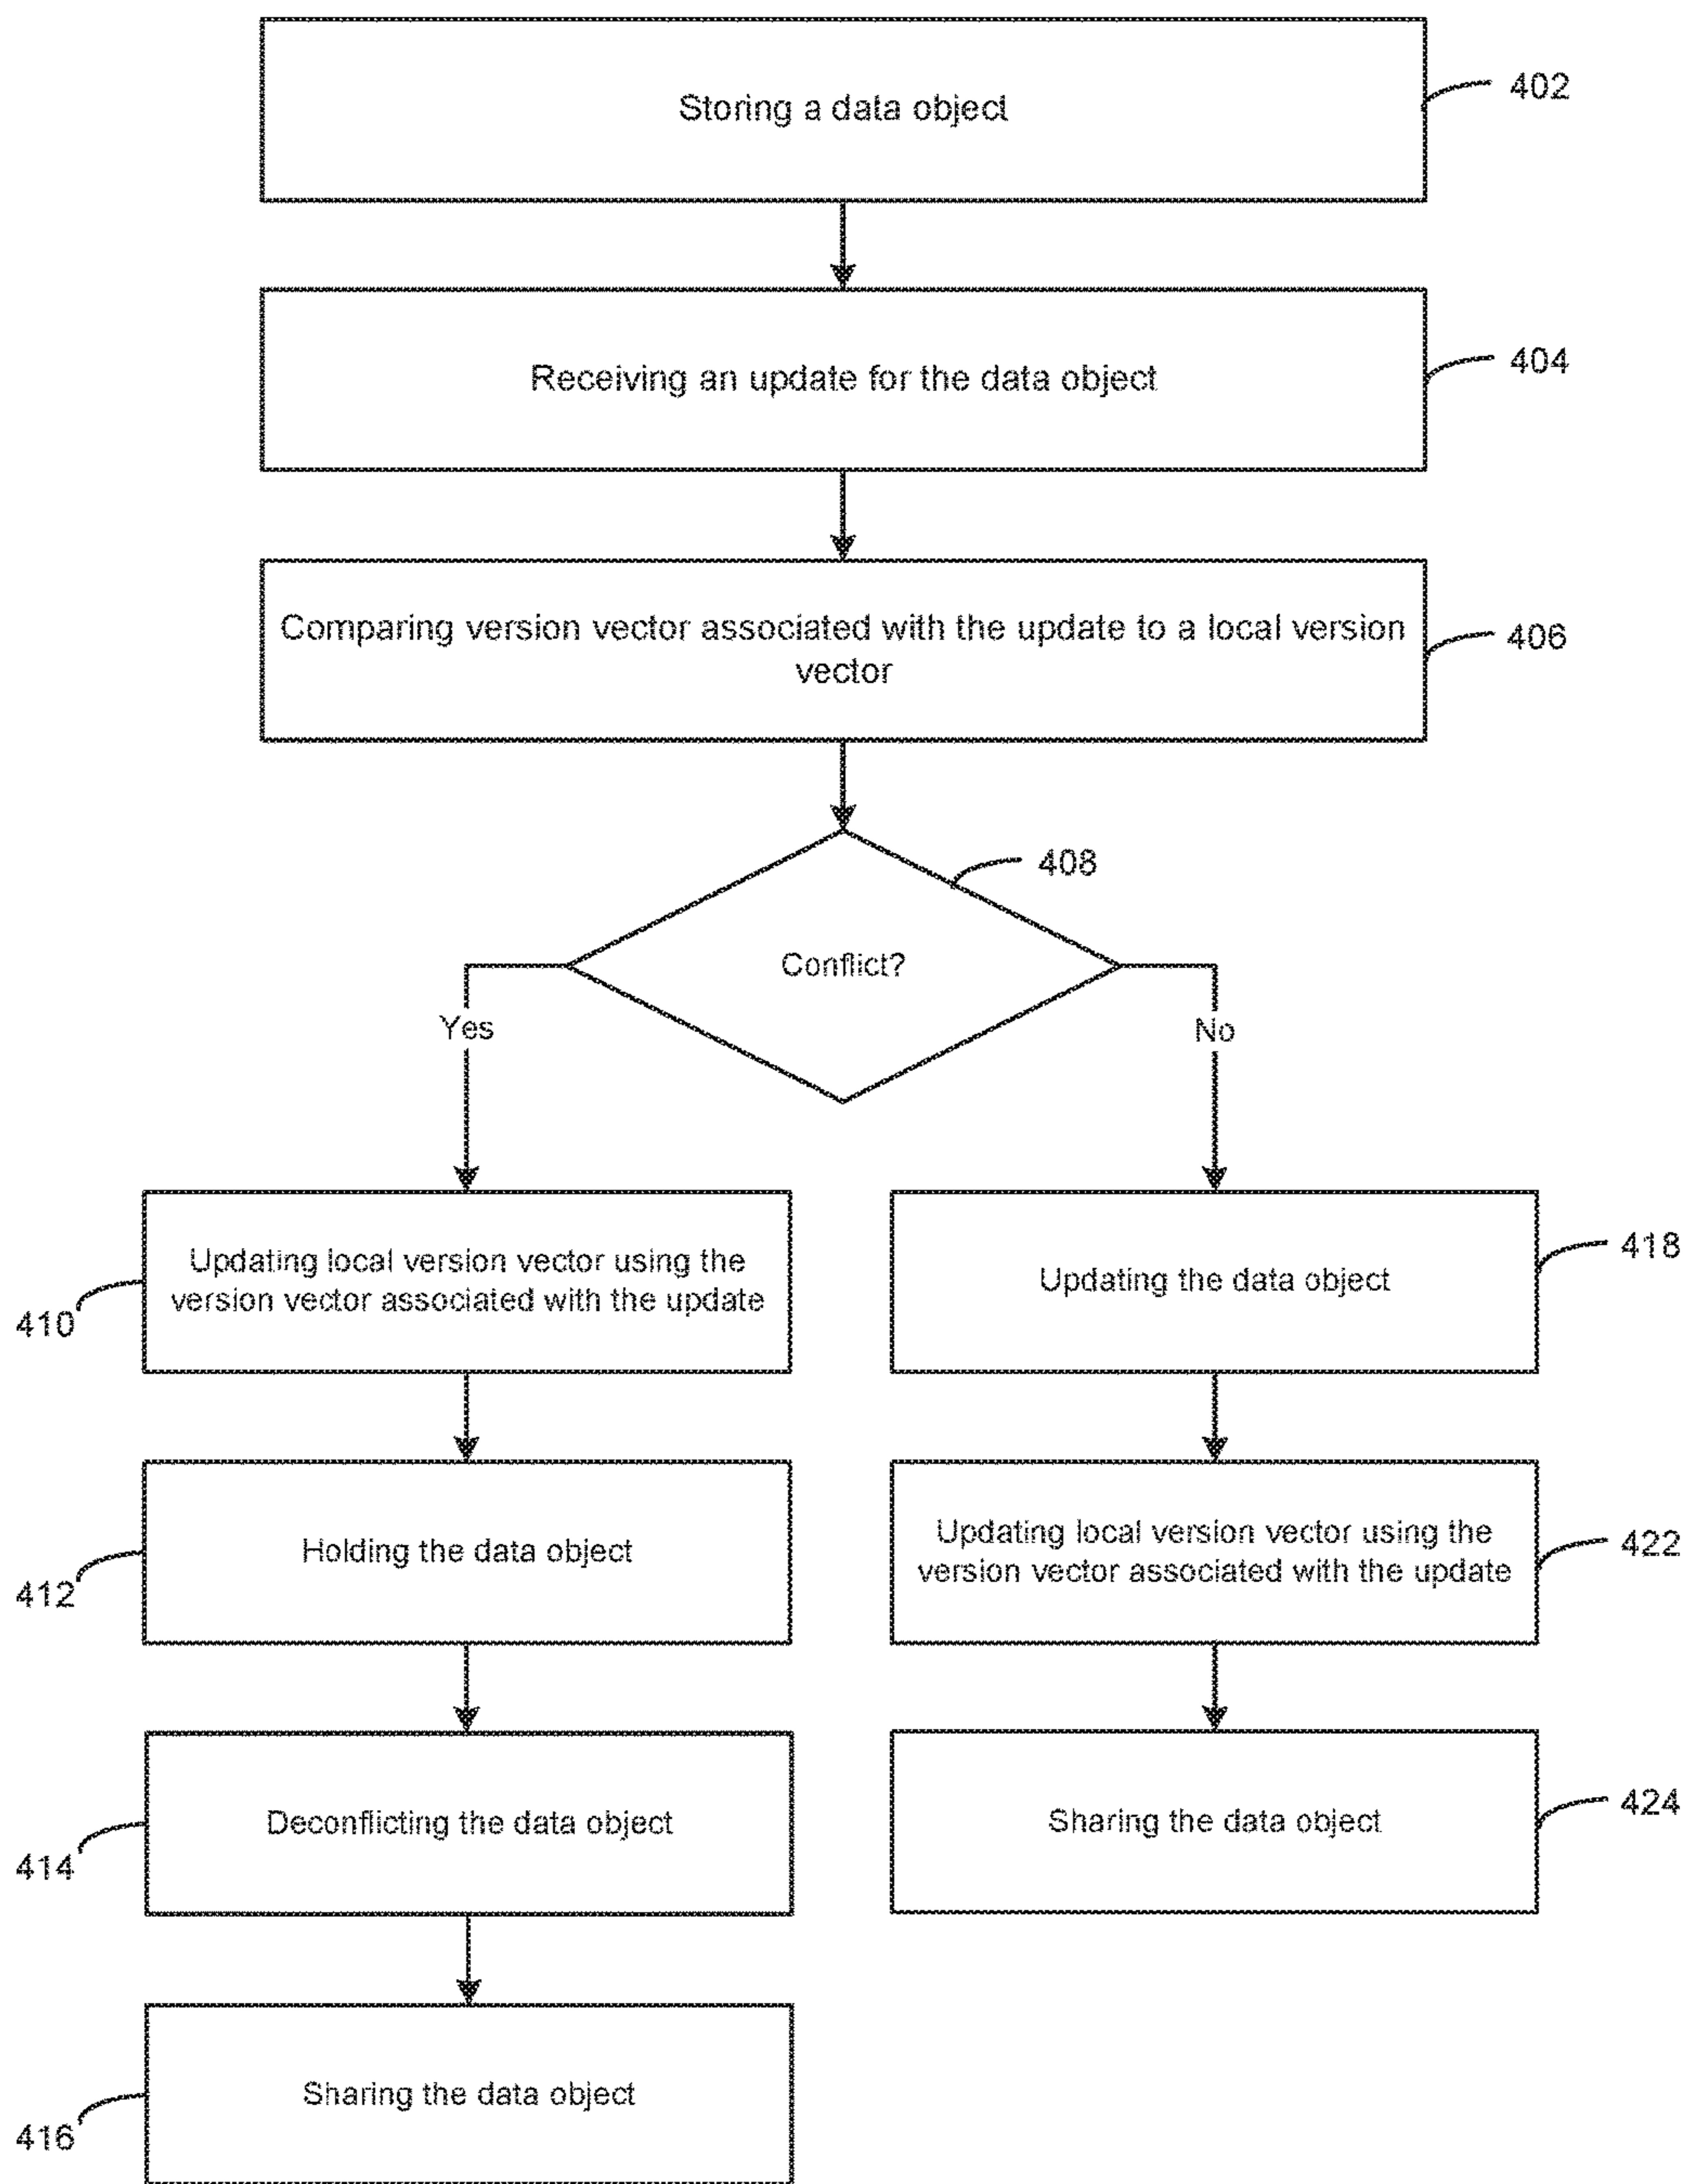 Storing a data object
402
Receiving an update for the data object
404
Comparing version vector associated with the update to a local version
vector
406
408
Conflict?
Yes
No
Updating local version vector using the
version vector associated with the update
410
Updating the data object
418
Holding the data object
412
Updating local version vector using the
version vector associated with the update
422
Deconflicting the data object
414
Sharing the data object
424
Sharing the data object
416